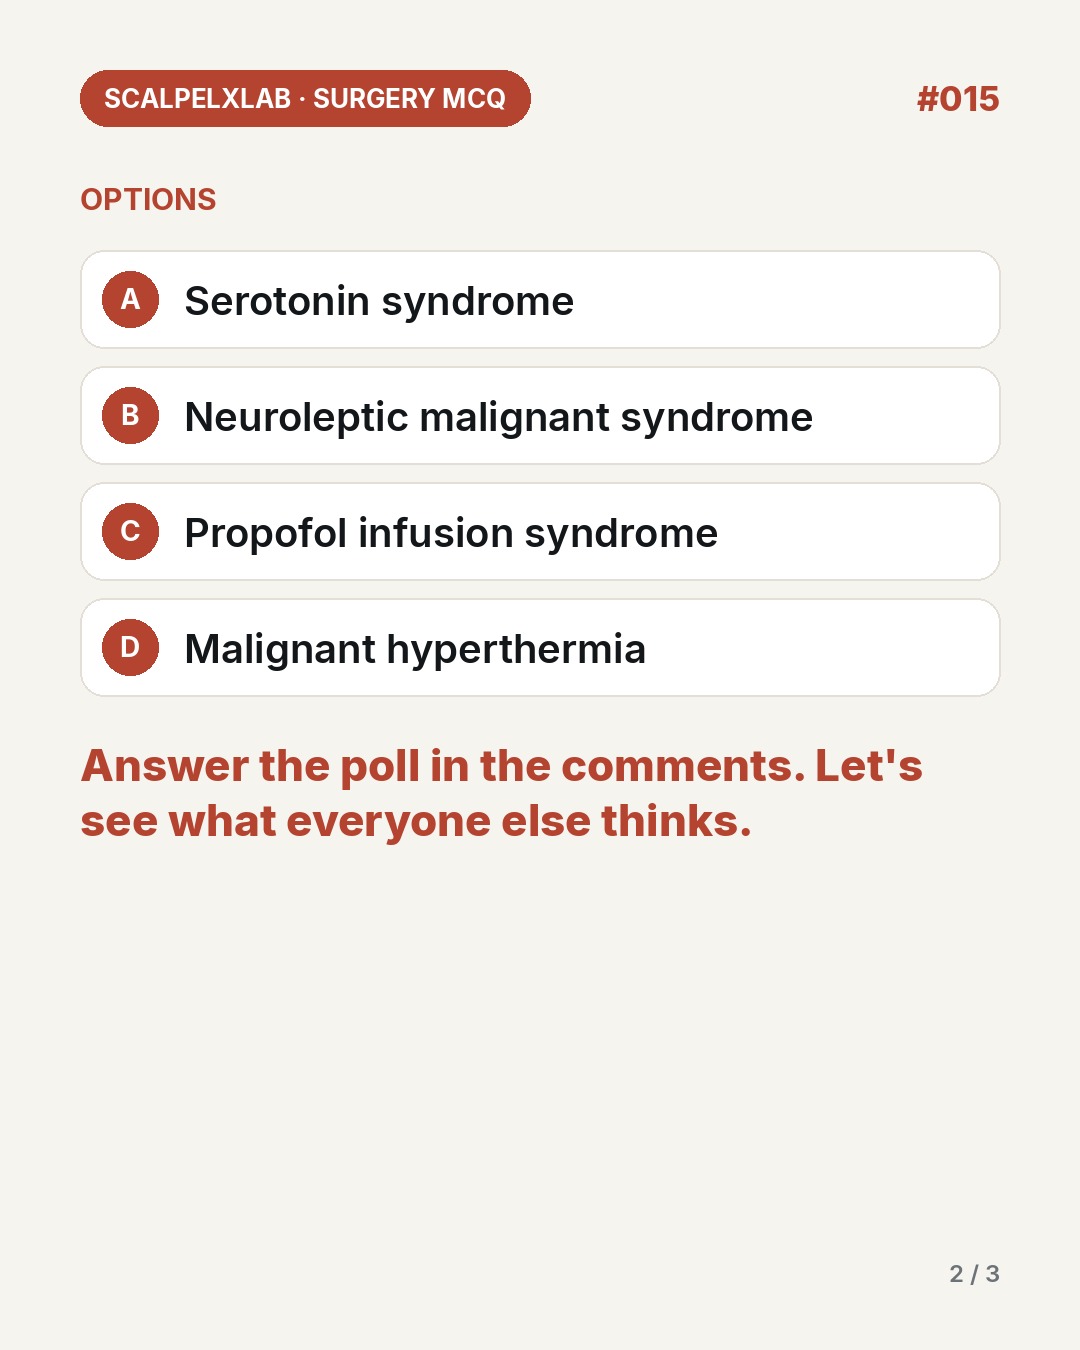 SCALPELXLAB · SURGERY MCQ
#015
OPTIONS
A Serotonin syndrome
B Neuroleptic malignant syndrome
C Propofol infusion syndrome
D Malignant hyperthermia
Answer the poll in the comments. Let's
see what everyone else thinks.
2 / 3